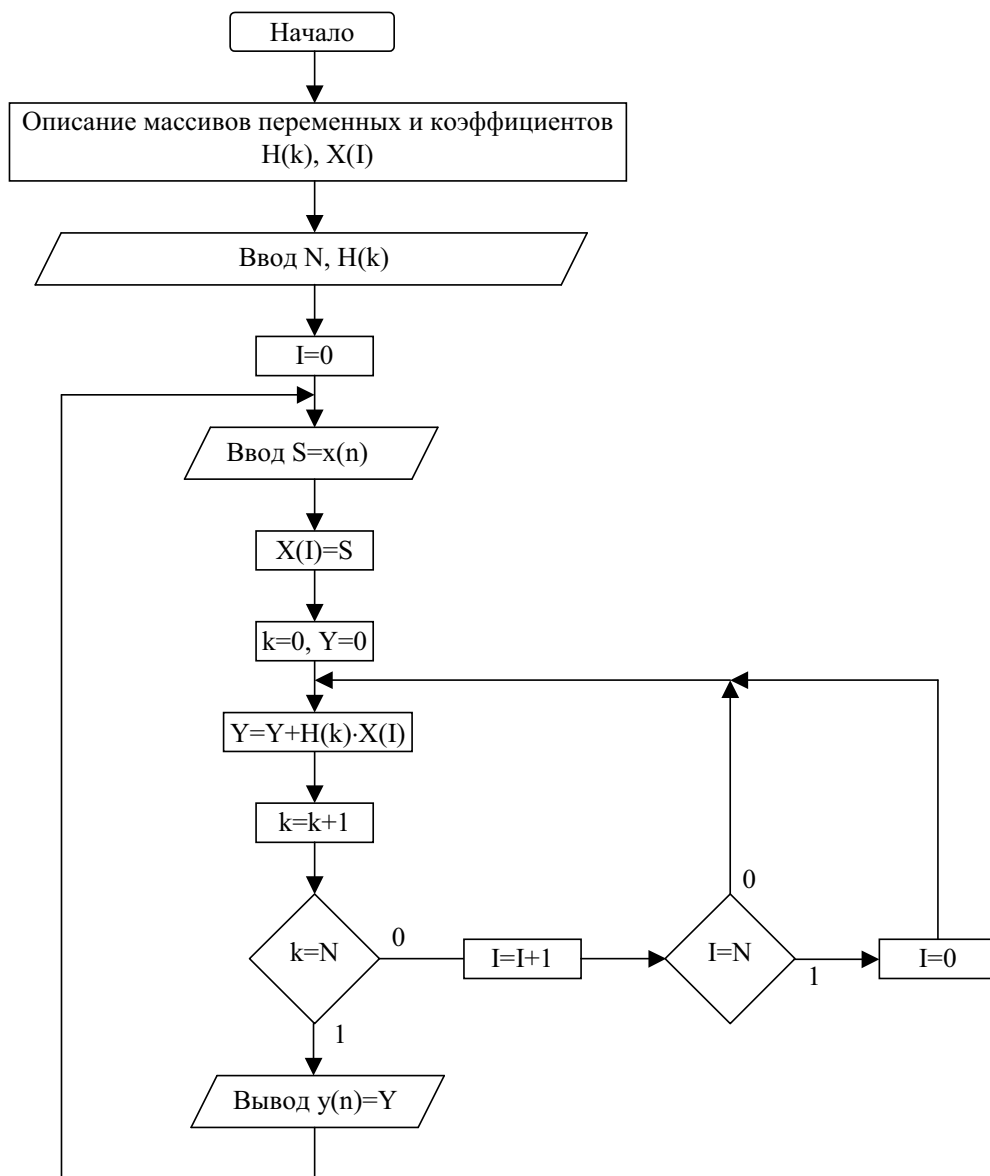 Начало
Описание массивов переменных и коэффициентов
H(k), X(I)
Ввод N, H(k)
I=0
Ввод S=x(n)
X(I)=S
k=0, Y=0
Y=Y+H(k)·X(I)
k=k+1
k=N
0
I=I+1
I=N
0
1
I=0
1
Вывод y(n)=Y